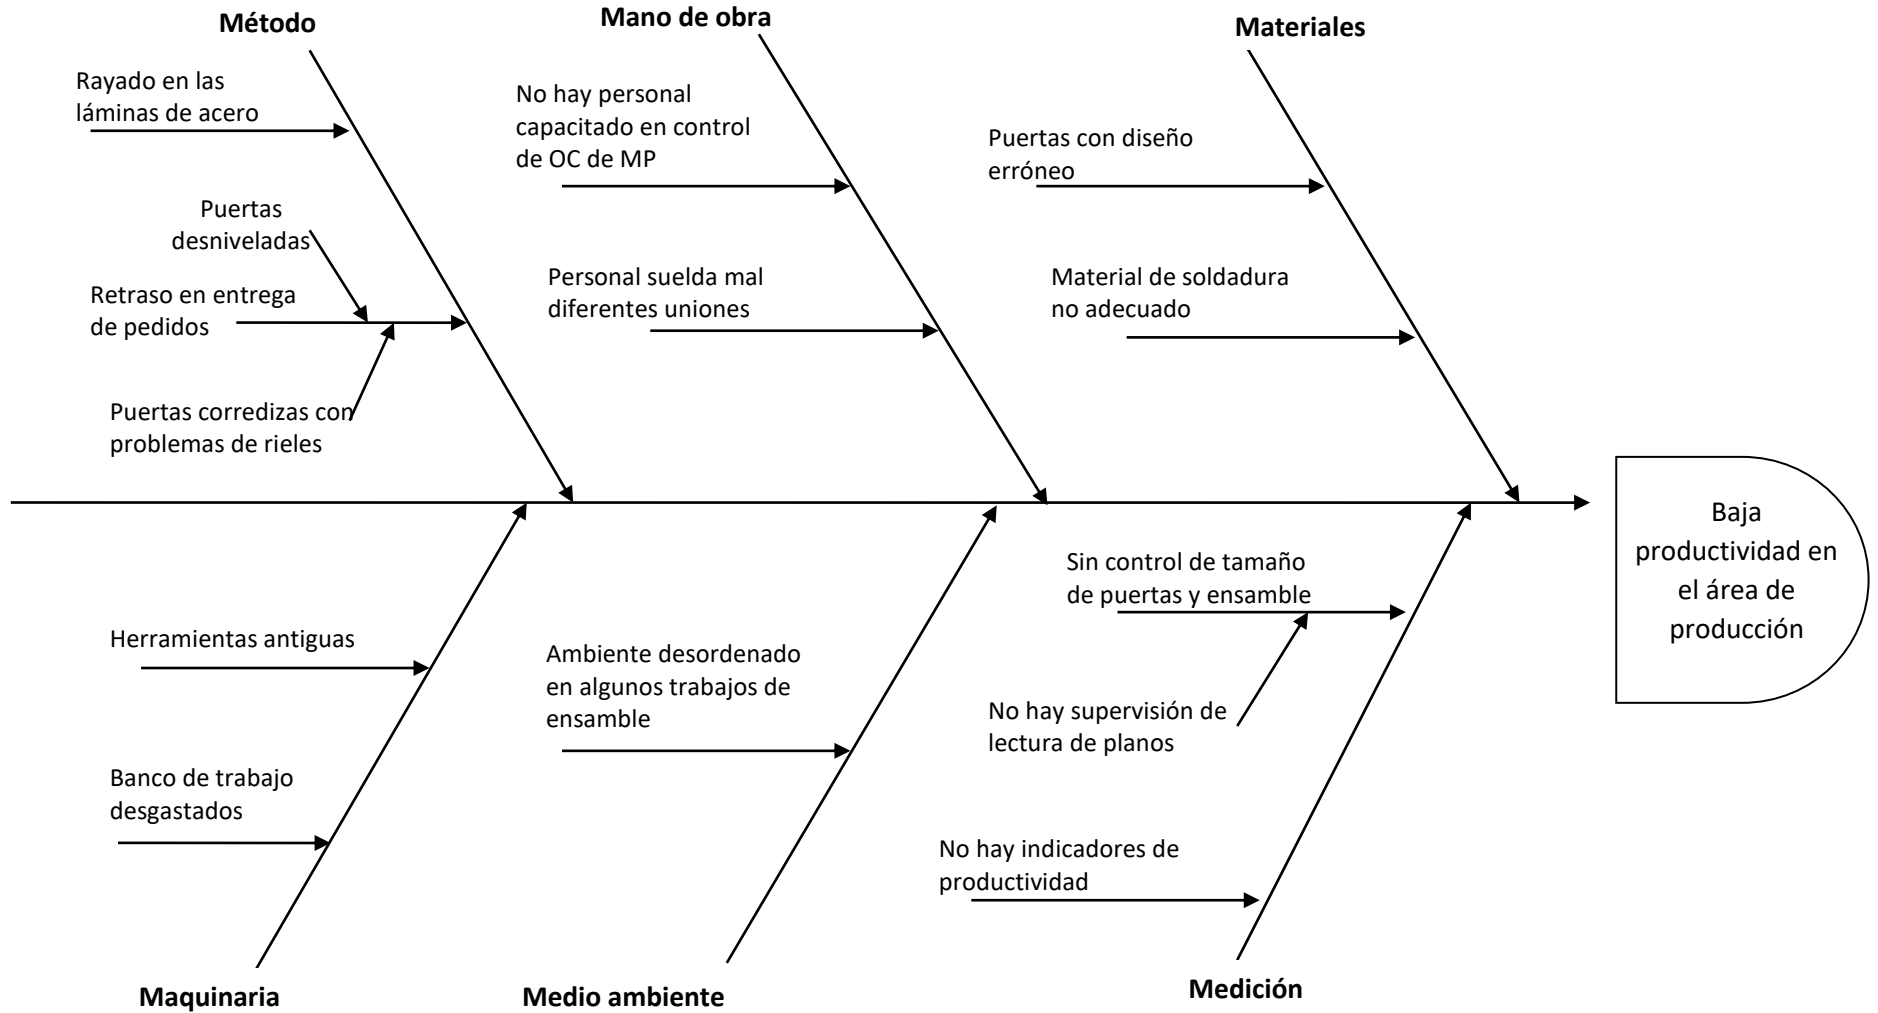 Método
Mano de obra
Materiales
Rayado en las
láminas de acero
No hay personal
capacitado en control
de OC de MP
Puertas con diseño
erróneo
Puertas
desniveladas
Retraso en entrega
de pedidos
Personal suelda mal
diferentes uniones
Material de soldadura
no adecuado
Puertas corredizas con
problemas de rieles
Baja
productividad en
el área de
producción
Sin control de tamaño
de puertas y ensamble
Herramientas antiguas
Ambiente desordenado
en algunos trabajos de
ensamble
No hay supervisión de
lectura de planos
Banco de trabajo
desgastados
No hay indicadores de
productividad
Maquinaria
Medio ambiente
Medición